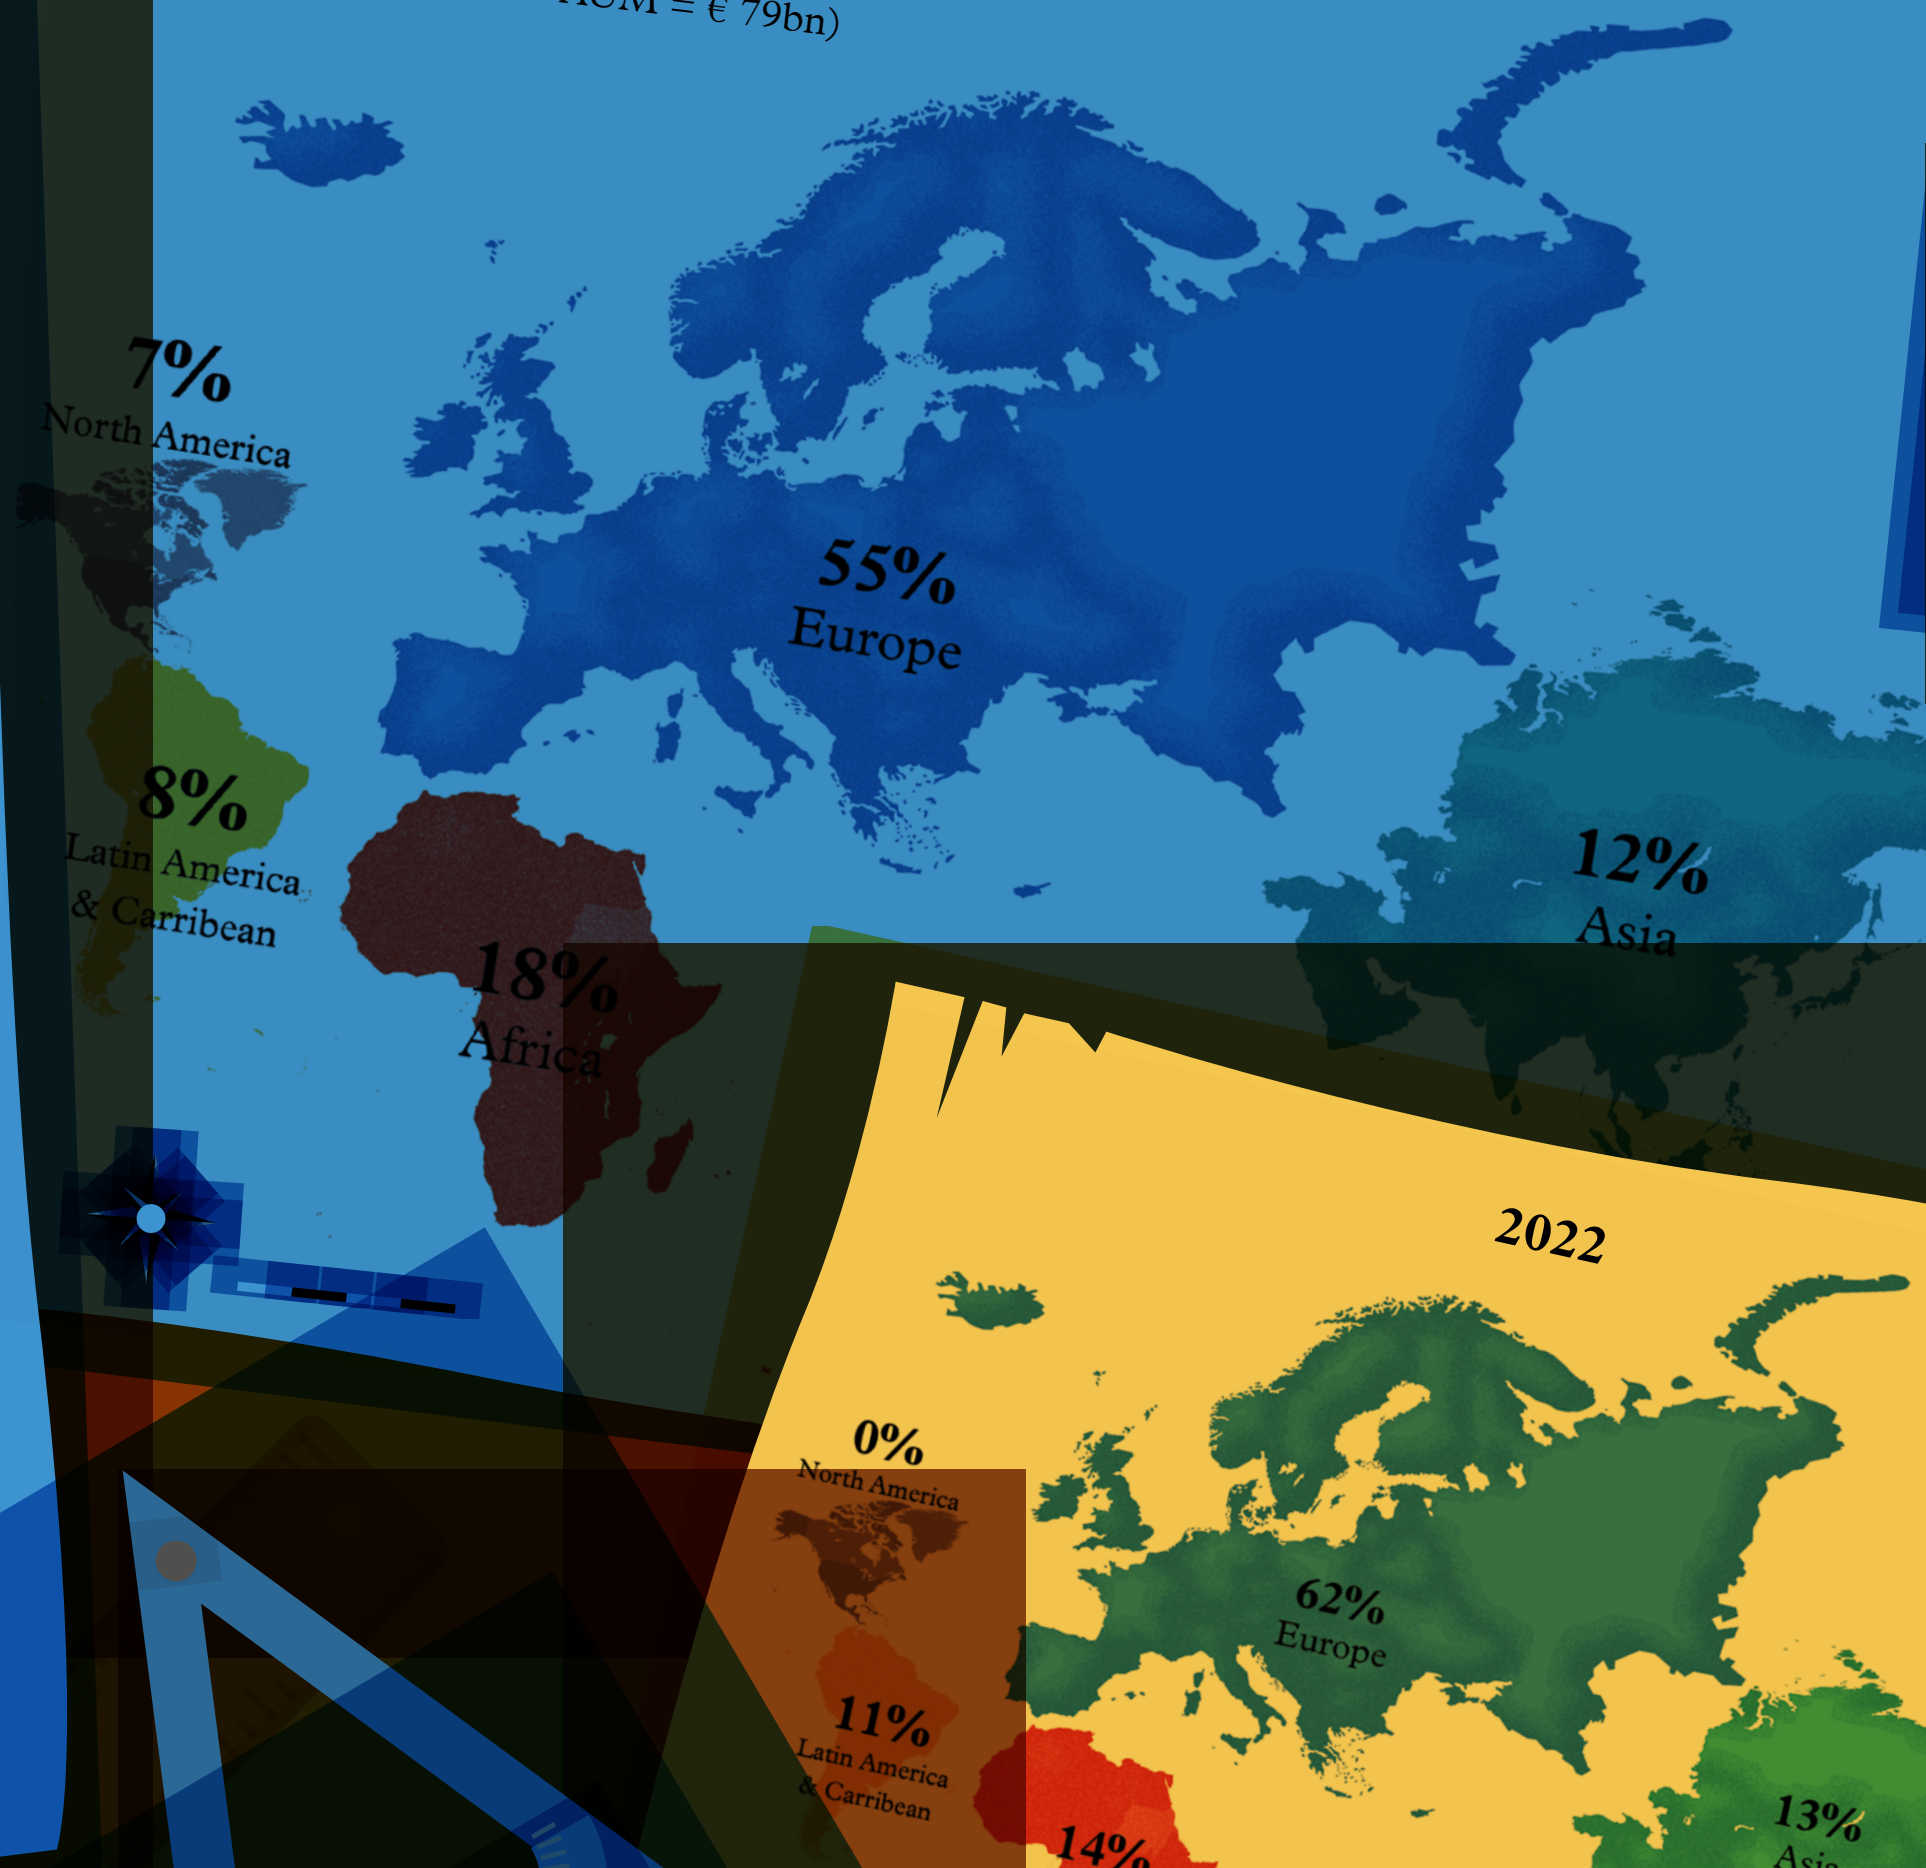 = € 79bn)
7%
North America
55%
Europe
8%
Latin America
& Carribean
12%
Asia
18%
Africa
2022
0%
North America
62%
Europe
11%
Latin America
& Carribean
13%
Asia
14%